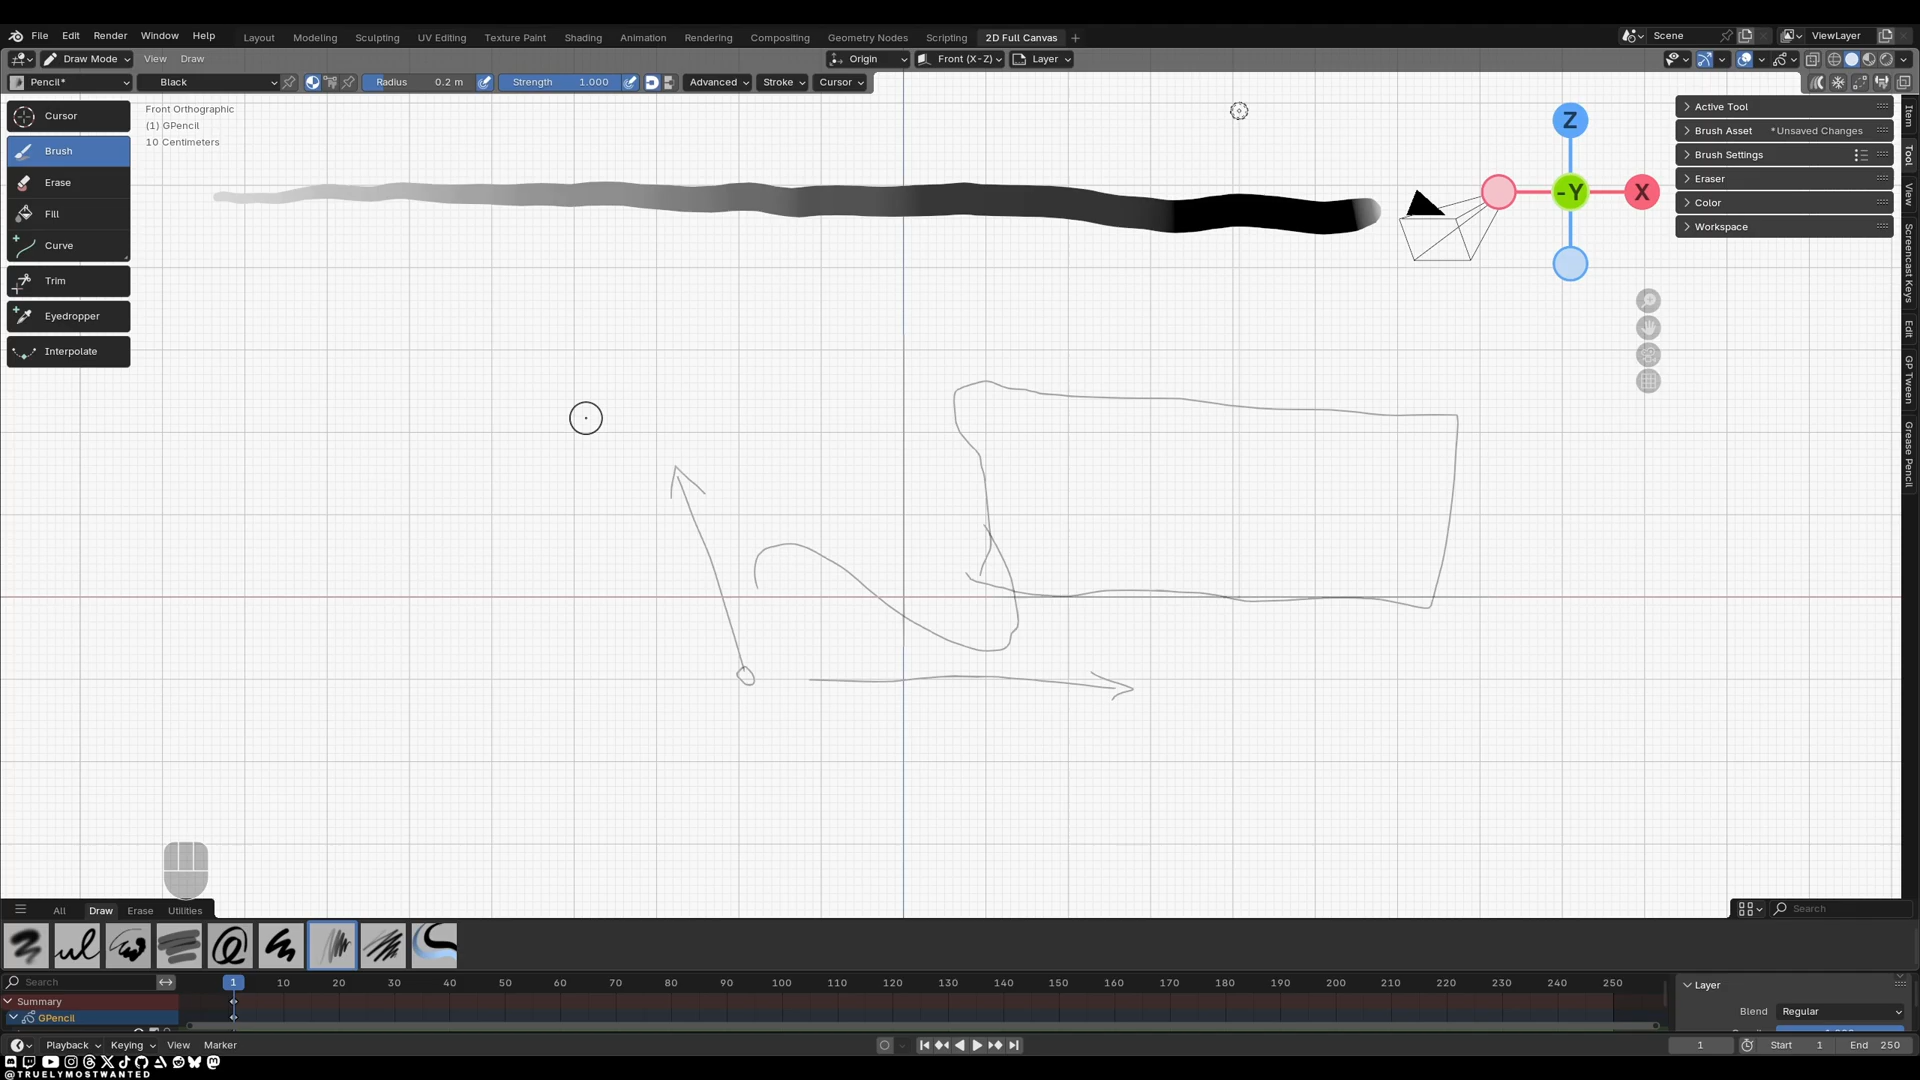 File Edit Render Window Help Layout Modeling Sculpting UV Editing Texture Paint Shading Animation Rendering Compositing Geometry Nodes Scripting 2D Full Canvas + Scene ViewLayer
Draw Mode View Draw Origin Front (X-Z) Layer
Pencil* Black Radius 0.2 m Strength 1.000 Advanced Stroke Cursor
Front Orthographic
(1) GPencil
10 Centimeters
Cursor
Brush
Erase
Fill
Curve
Trim
Eyedropper
Interpolate
Z
-Y
X
Active Tool
Brush Asset *Unsaved Changes
Brush Settings
Eraser
Color
Workspace
Item
Tool
View
Screencast Keys
Edit
GP Tween
Grease Pencil
All Draw Erase Utilities Search
Search 1 10 20 30 40 50 60 70 80 90 100 110 120 130 140 150 160 170 180 190 200 210 220 230 240 250
Summary
GPencil
Layer
Blend Regular
Playback Keying View Marker 1 Start 1 End 250
@TRUELYMOSTWANTED